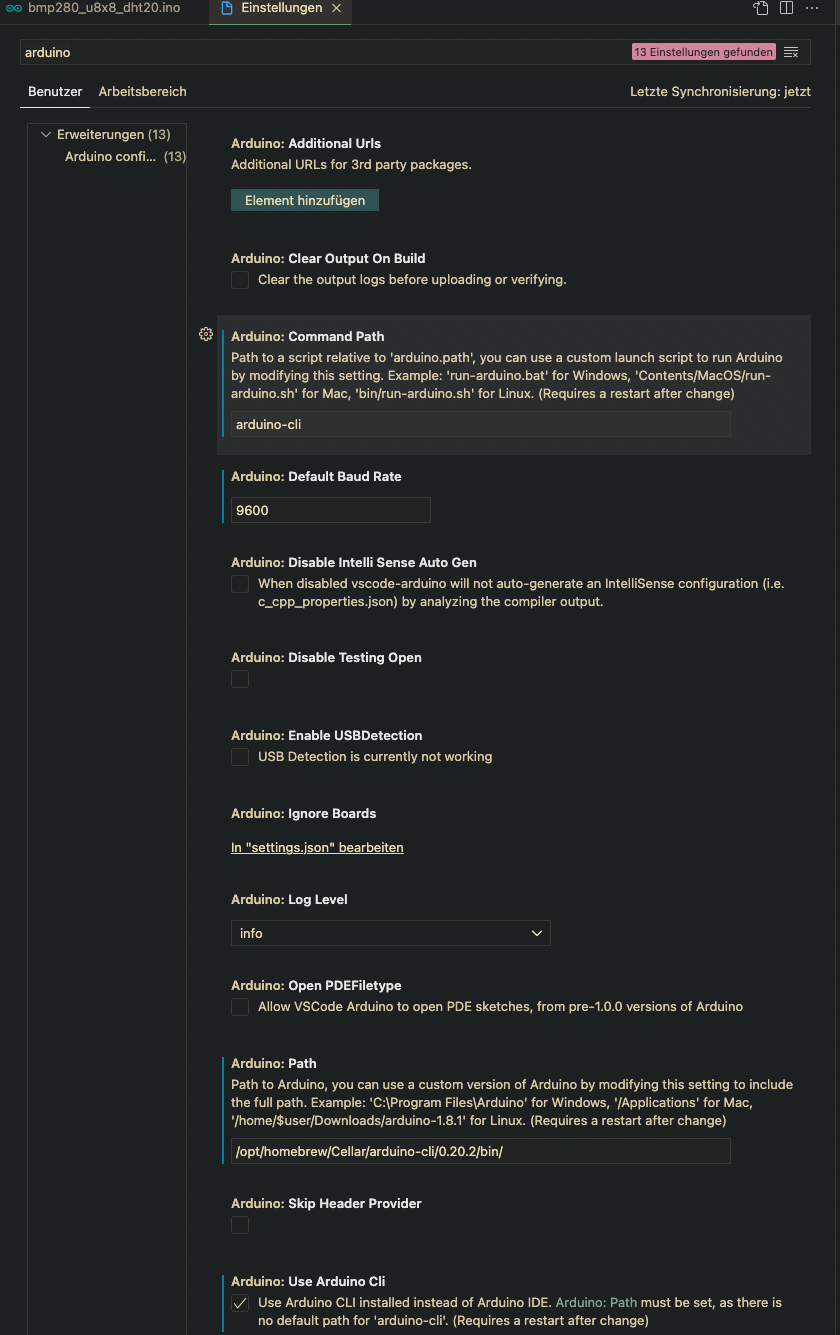 bmp280_u8x8_dht20.ino
Einstellungen
arduino
13 Einstellungen gefunden
Benutzer
Arbeitsbereich
Letzte Synchronisierung: jetzt
Erweiterungen (13)
Arduino confi... (13)
Arduino: Additional Urls
Additional URLs for 3rd party packages.
Element hinzufügen
Arduino: Clear Output On Build
Clear the output logs before uploading or verifying.
Arduino: Command Path
Path to a script relative to 'arduino.path', you can use a custom launch script to run Arduino
by modifying this setting. Example: 'run-arduino.bat' for Windows, 'Contents/MacOS/run-
arduino.sh' for Mac, 'bin/run-arduino.sh' for Linux. (Requires a restart after change)
arduino-cli
Arduino: Default Baud Rate
9600
Arduino: Disable Intelli Sense Auto Gen
When disabled vscode-arduino will not auto-generate an IntelliSense configuration (i.e.
c_cpp_properties.json) by analyzing the compiler output.
Arduino: Disable Testing Open
Arduino: Enable USBDetection
USB Detection is currently not working
Arduino: Ignore Boards
In "settings.json" bearbeiten
Arduino: Log Level
info
Arduino: Open PDEFiletype
Allow VSCode Arduino to open PDE sketches, from pre-1.0.0 versions of Arduino
Arduino: Path
Path to Arduino, you can use a custom version of Arduino by modifying this setting to include
the full path. Example: 'C:\Program Files\Arduino' for Windows, '/Applications' for Mac,
'/home/$user/Downloads/arduino-1.8.1' for Linux. (Requires a restart after change)
/opt/homebrew/Cellar/arduino-cli/0.20.2/bin/
Arduino: Skip Header Provider
Arduino: Use Arduino Cli
Use Arduino CLI installed instead of Arduino IDE. Arduino: Path must be set, as there is
no default path for 'arduino-cli'. (Requires a restart after change)